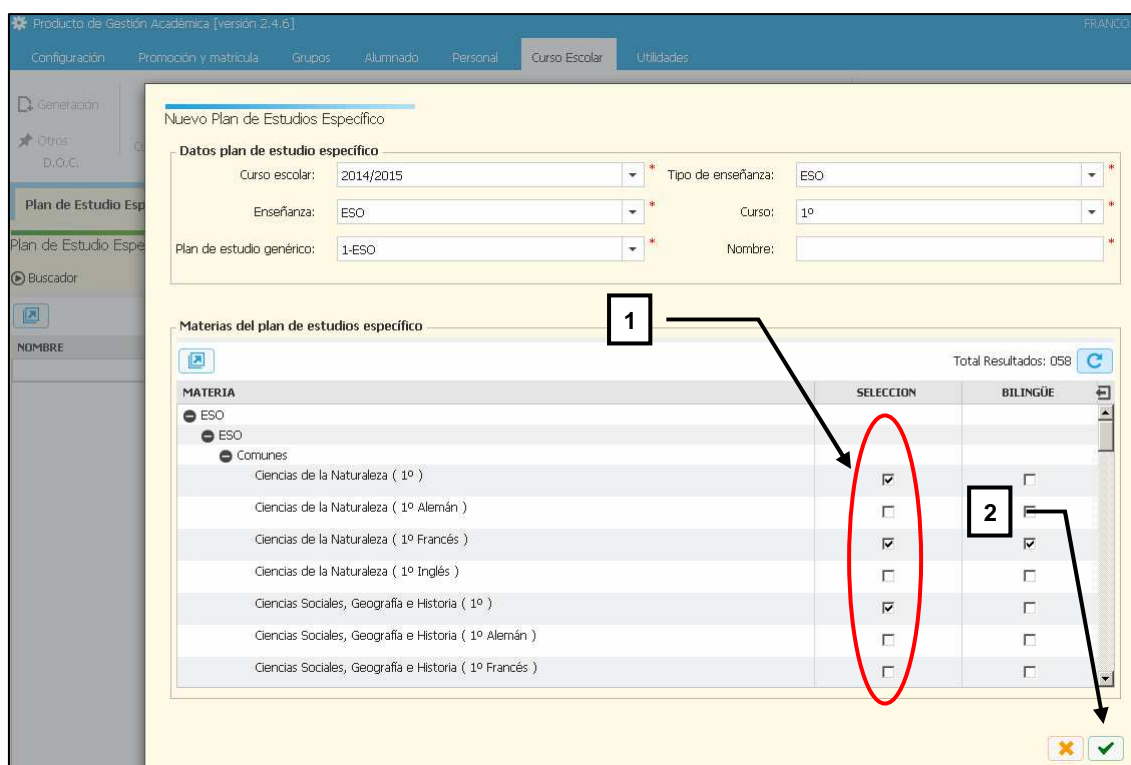 Producto de Gestión Académica [versión 2.4.6] FRANCO
Configuración Promoción y matrícula Grupos Alumnado Personal Curso Escolar Utilidades
Generación
Otros
D.O.C.
Plan de Estudio Esp
Plan de Estudio Espe
Buscador
NOMBRE
Nuevo Plan de Estudios Específico
Datos plan de estudio específico
Curso escolar: 2014/2015 * Tipo de enseñanza: ESO *
Enseñanza: ESO * Curso: 1º *
Plan de estudio genérico: 1-ESO * Nombre: *
1
Materias del plan de estudios específico
Total Resultados: 058
MATERIA SELECCION BILINGÜE
ESO
ESO
Comunes
Ciencias de la Naturaleza ( 1º )
Ciencias de la Naturaleza ( 1º Alemán )
2
Ciencias de la Naturaleza ( 1º Francés )
Ciencias de la Naturaleza ( 1º Inglés )
Ciencias Sociales, Geografía e Historia ( 1º )
Ciencias Sociales, Geografía e Historia ( 1º Alemán )
Ciencias Sociales, Geografía e Historia ( 1º Francés )